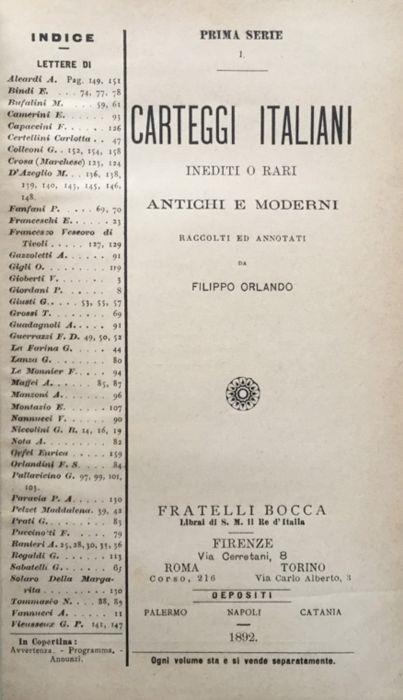 INDICE
LETTERE DI
Aleardi A. Pag. 149, 151
Bindi E. . . . 74, 77, 78
Bufalini M. . . . 59, 61
Camerini E. . . . . 93
Capaccini F. . . . . 126
Certellini Carlotta . . 47
Colleoni G. . 152, 154, 158
Crosa (Marchese) 123, 124
D'Azeglio M. . . 136, 138,
139, 140, 143, 145, 146,
148.
Fanfani P. . . . . 69, 70
Franceschi E. . . . . . 23
Francesco Vescovo di
Tivoli . . . . . 127, 129
Gazzoletti A. . . . . 91
Gigli O. . . . . . . . 119
Gioberti V. . . . . . . 3
Giordani P. . . . . . . 8
Giusti G. . . . 53, 55, 57
Grossi T. . . . . . . . 69
Guadagnoli A. . . . . 91
Guerrazzi F. D. 49, 50, 52
La Farina G. . . . . 44
Lanza G. . . . . . . . 80
Le Monnier F. . . . . 94
Maffei A. . . . . . 85, 87
Manzoni A. . . . . . . 96
Montazio E. . . . . . 107
Nannucci V. . . . . . 90
Niccolini G. B. 14, 16, 19
Nota A. . . . . . . . . 82
Orfei Enrica . . . . . 159
Orlandini F. S. . . . . 84
Pallavicino G. 97, 99, 101,
103.
Paravia P. A. . . . . 130
Pelzet Maddalena. 39, 42
Prati G. . . . . . . . . 83
Puccinotti F. . . . . . 79
Ranieri A. 25, 28, 30, 33, 36
Regaldi G. . . . . . . 113
Sabatelli G. . . . . . . 65
Solaro Della Marga-
rita . . . . . . . . . 130
Tommaseo N. . . . 88, 89
Vannucci A. . . . . . . 11
Vieusseux G. P. 141, 147
In Copertina:
Avvertenza. - Programma. -
Annunzi.
PRIMA SERIE
I.
CARTEGGI ITALIANI
INEDITI O RARI
ANTICHI E MODERNI
RACCOLTI ED ANNOTATI
DA
FILIPPO ORLANDO
FRATELLI BOCCA
Librai di S. M. il Re d'Italia
FIRENZE
Via Cerretani, 8
ROMA TORINO
Corso, 216 Via Carlo Alberto, 3
DEPOSITI
PALERMO NAPOLI CATANIA
1892.
Ogni volume sta e si vende separatamente.